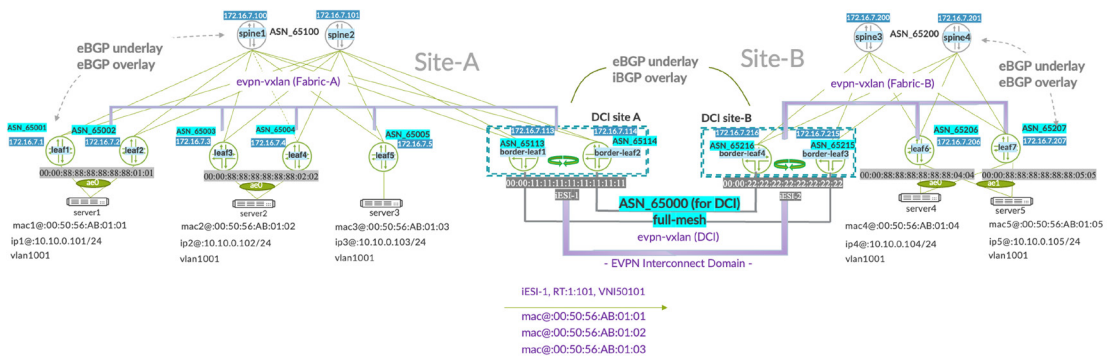 172.16.7.100
172.16.7.101
spine1
ASN_65100
spine2
eBGP underlay
eBGP overlay
Site-A
evpn-vxlan (Fabric-A)
eBGP underlay
iBGP overlay
Site-B
172.16.7.200
172.16.7.201
spine3
ASN_65200
spine4
eBGP underlay
eBGP overlay
evpn-vxlan (Fabric-B)
ASN_65001
172.16.7.1
leaf1
ASN_65002
172.16.7.2
leaf2
ASN_65003
172.16.7.3
leaf3
ASN_65004
172.16.7.4
leaf4
ASN_65005
172.16.7.5
leaf5
DCI site A
172.16.7.113
172.16.7.114
ASN_65113
border-leaf1
ASN_65114
border-leaf2
DCI site-B
172.16.7.216
172.16.7.215
ASN_65216
border-leaf4
ASN_65215
border-leaf3
ASN_65206
172.16.7.206
leaf6
ASN_65207
172.16.7.207
leaf7
00:00:88:88:88:88:88:88:01:01
ae0
server1
mac1@:00:50:56:AB:01:01
ip1@:10.10.0.101/24
vlan1001
00:00:88:88:88:88:88:88:02:02
ae0
server2
mac2@:00:50:56:AB:01:02
ip2@:10.10.0.102/24
vlan1001
server3
mac3@:00:50:56:AB:01:03
ip3@:10.10.0.103/24
vlan1001
00:00:11:11:11:11:11:11:11:11
iESI-1
00:00:22:22:22:22:22:22:22:22
iESI-2
ASN_65000 (for DCI)
full-mesh
evpn-vxlan (DCI)
- EVPN Interconnect Domain -
00:00:88:88:88:88:88:88:04:04
ae0
server4
mac4@:00:50:56:AB:01:04
ip4@:10.10.0.104/24
vlan1001
00:00:88:88:88:88:88:88:05:05
ae1
server5
mac5@:00:50:56:AB:01:05
ip5@:10.10.0.105/24
vlan1001
iESI-1, RT:1:101, VNI50101
mac@:00:50:56:AB:01:01
mac@:00:50:56:AB:01:02
mac@:00:50:56:AB:01:03